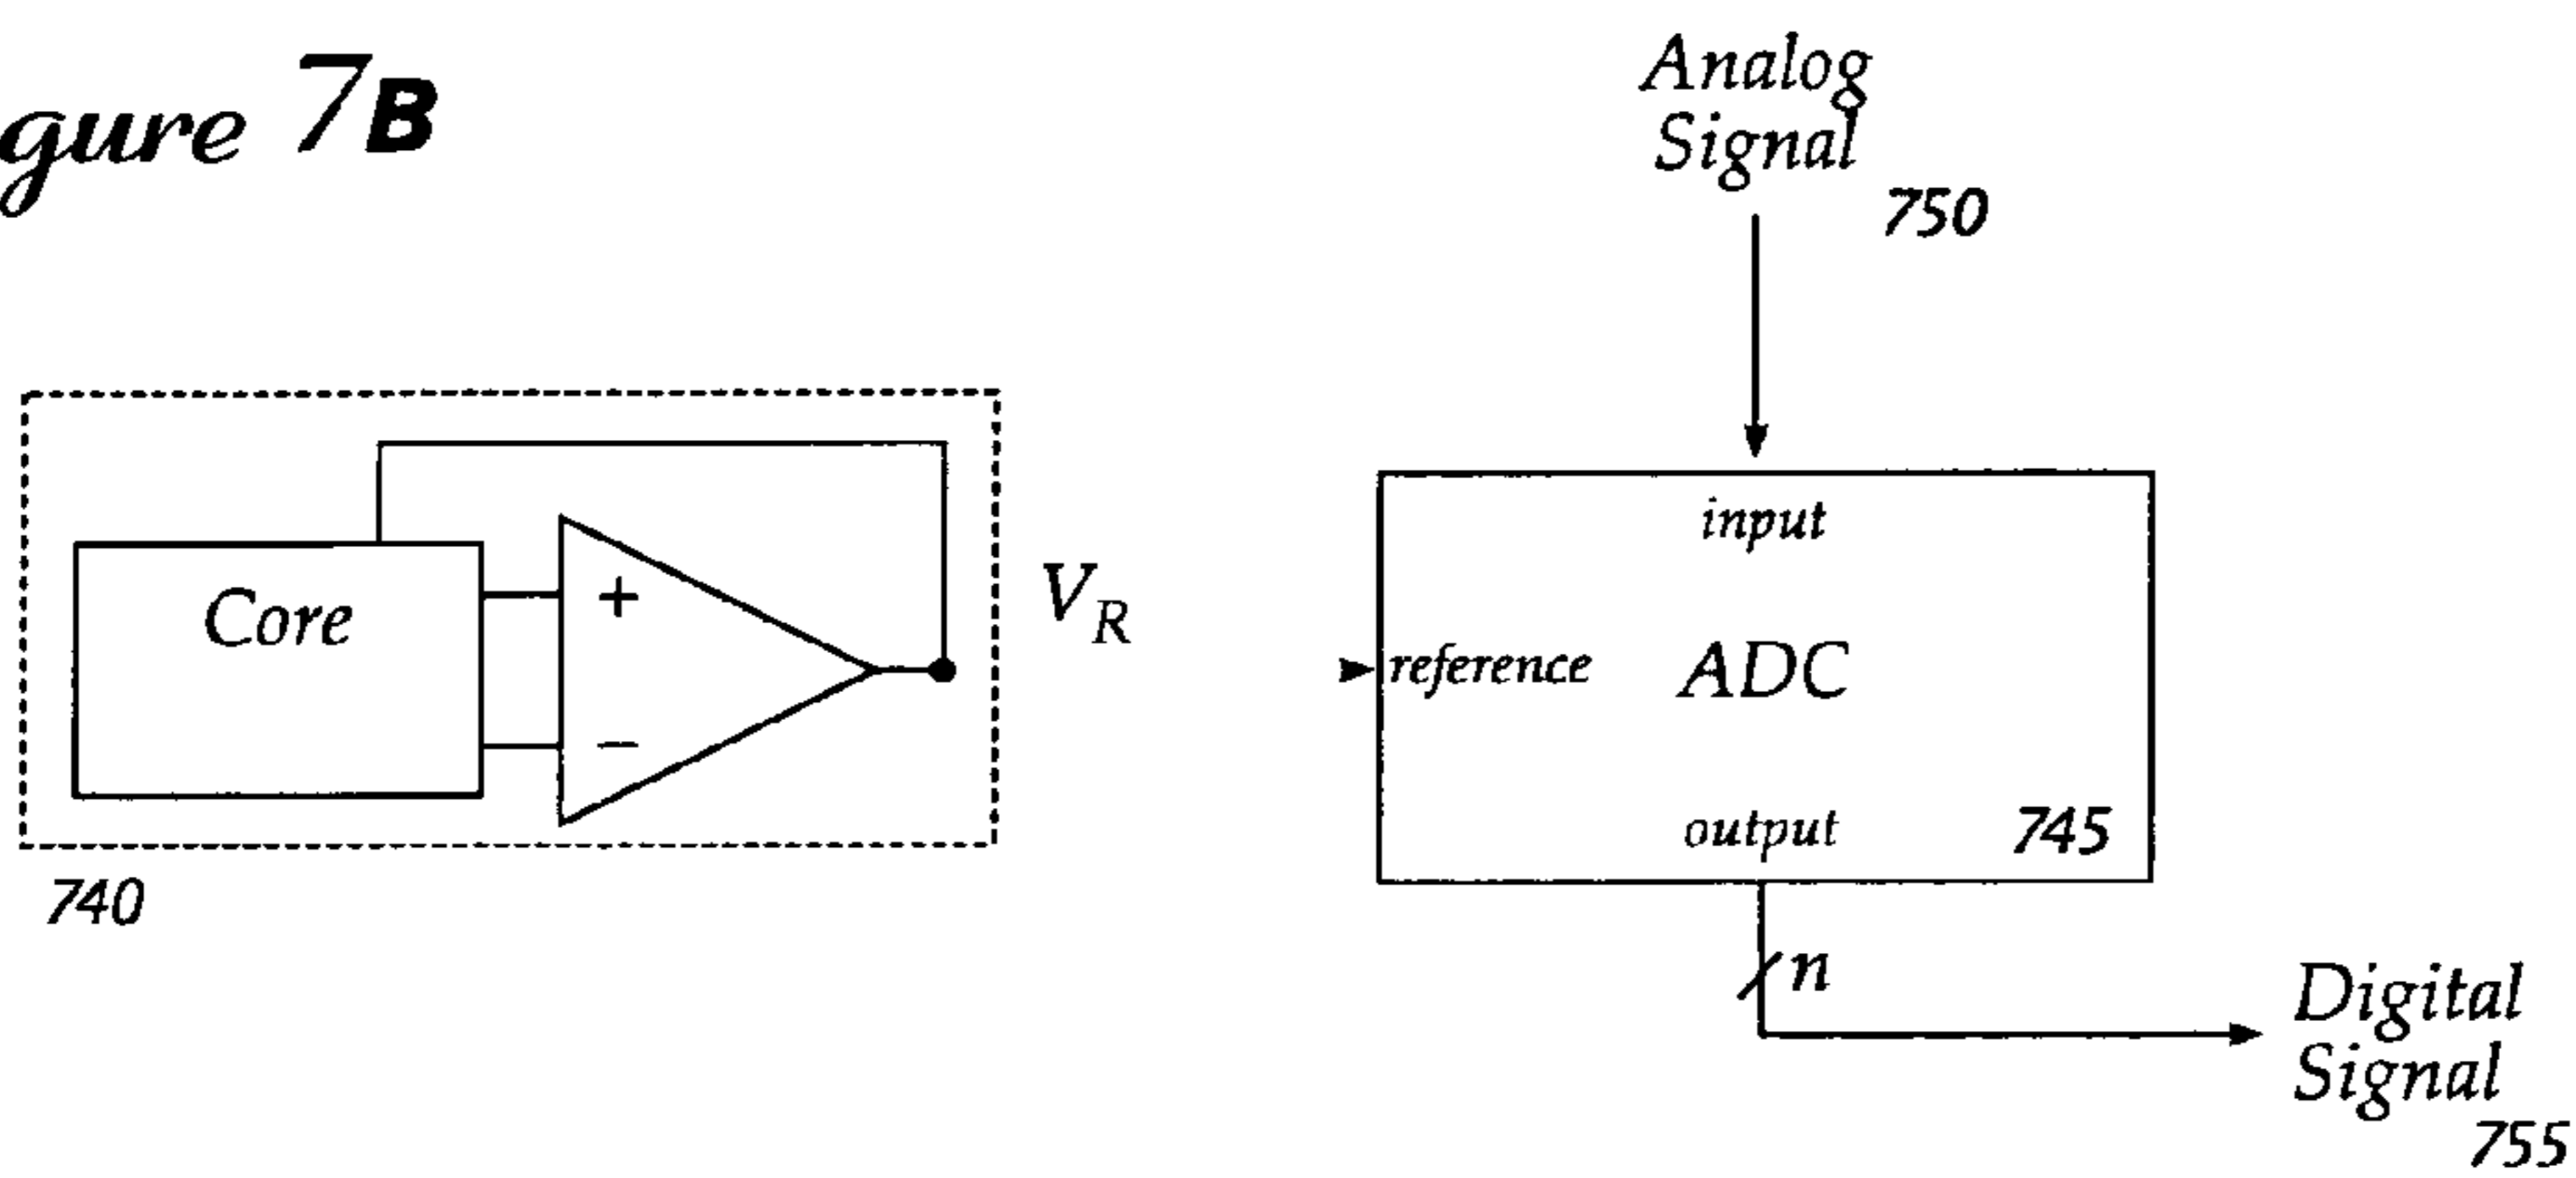 gure 7B
Analog
Signal
750
Core
+
−
V_R
740
input
reference
ADC
output
745
n
Digital
Signal
755